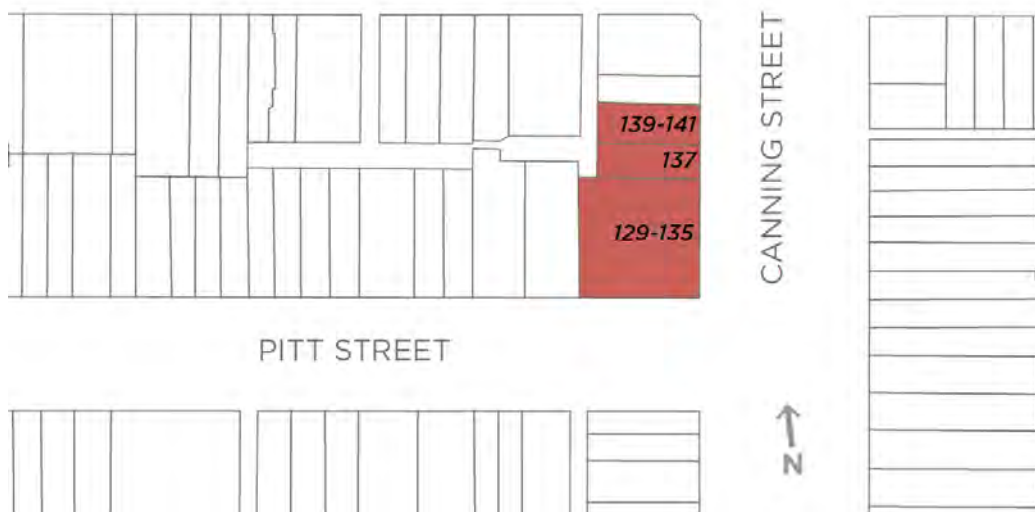 CANNING STREET
139-141
137
129-135
PITT STREET
N